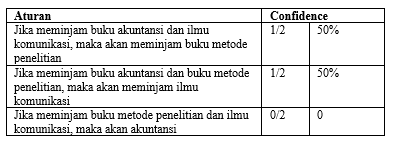 Aturan Confidence
Jika meminjam buku akuntansi dan ilmu 1/2 50%
komunikasi, maka akan meminjam buku metode
penelitian
Jika meminjam buku akuntansi dan buku metode 1/2 50%
penelitian, maka akan meminjam ilmu
komunikasi
Jika meminjam buku metode penelitian dan ilmu 0/2 0
komunikasi, maka akan akuntansi